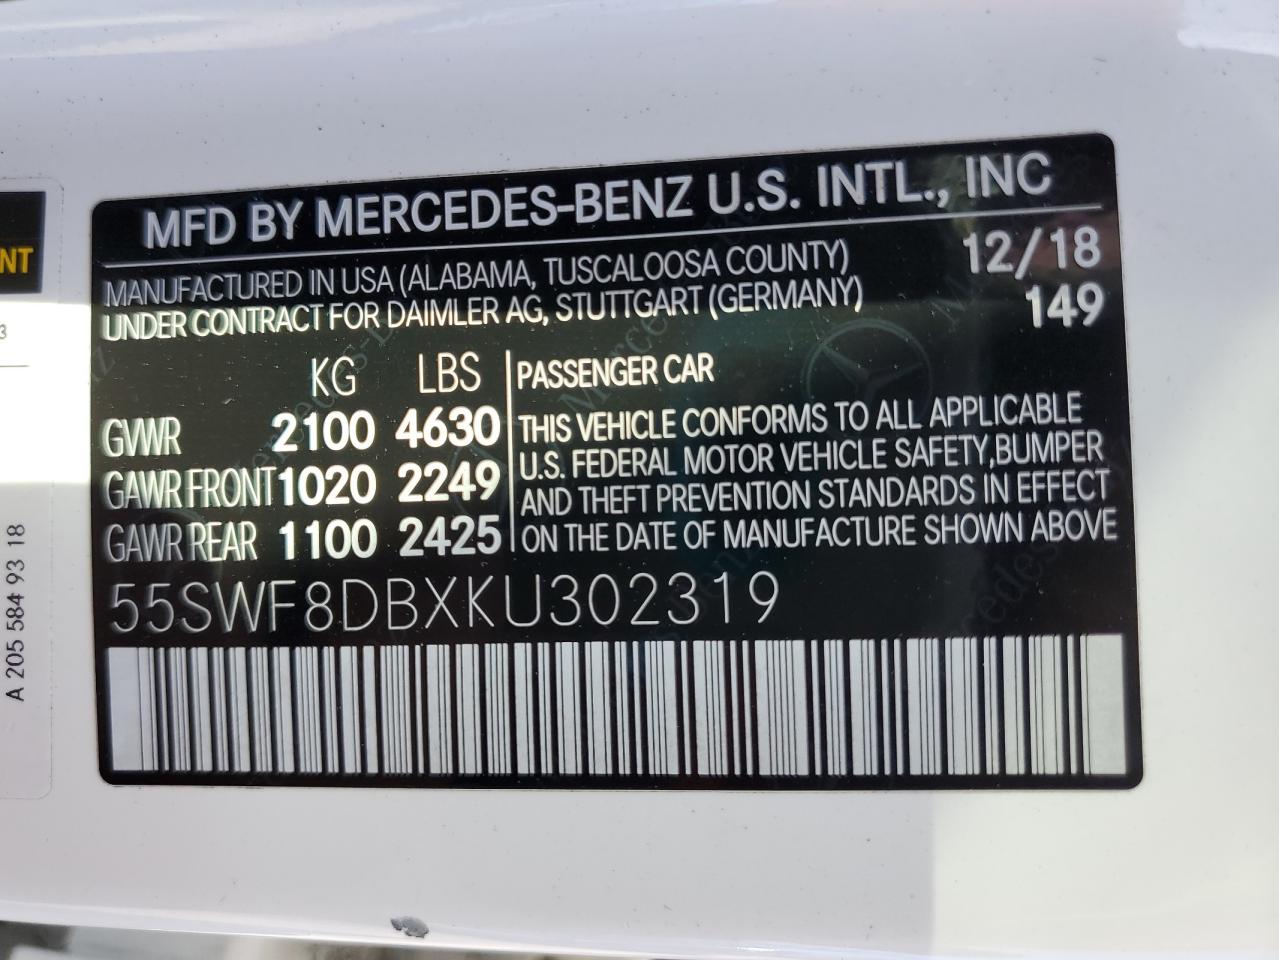 MFD BY MERCEDES-BENZ U.S. INTL., INC
MANUFACTURED IN USA (ALABAMA, TUSCALOOSA COUNTY) 12/18
UNDER CONTRACT FOR DAIMLER AG, STUTTGART (GERMANY) 149
KG LBS PASSENGER CAR
GVWR 2100 4630 THIS VEHICLE CONFORMS TO ALL APPLICABLE
U.S. FEDERAL MOTOR VEHICLE SAFETY,BUMPER
GAWR FRONT 1020 2249 AND THEFT PREVENTION STANDARDS IN EFFECT
GAWR REAR 1100 2425 ON THE DATE OF MANUFACTURE SHOWN ABOVE
55SWF8DBXKU302319
NT
3
A 205 584 93 18